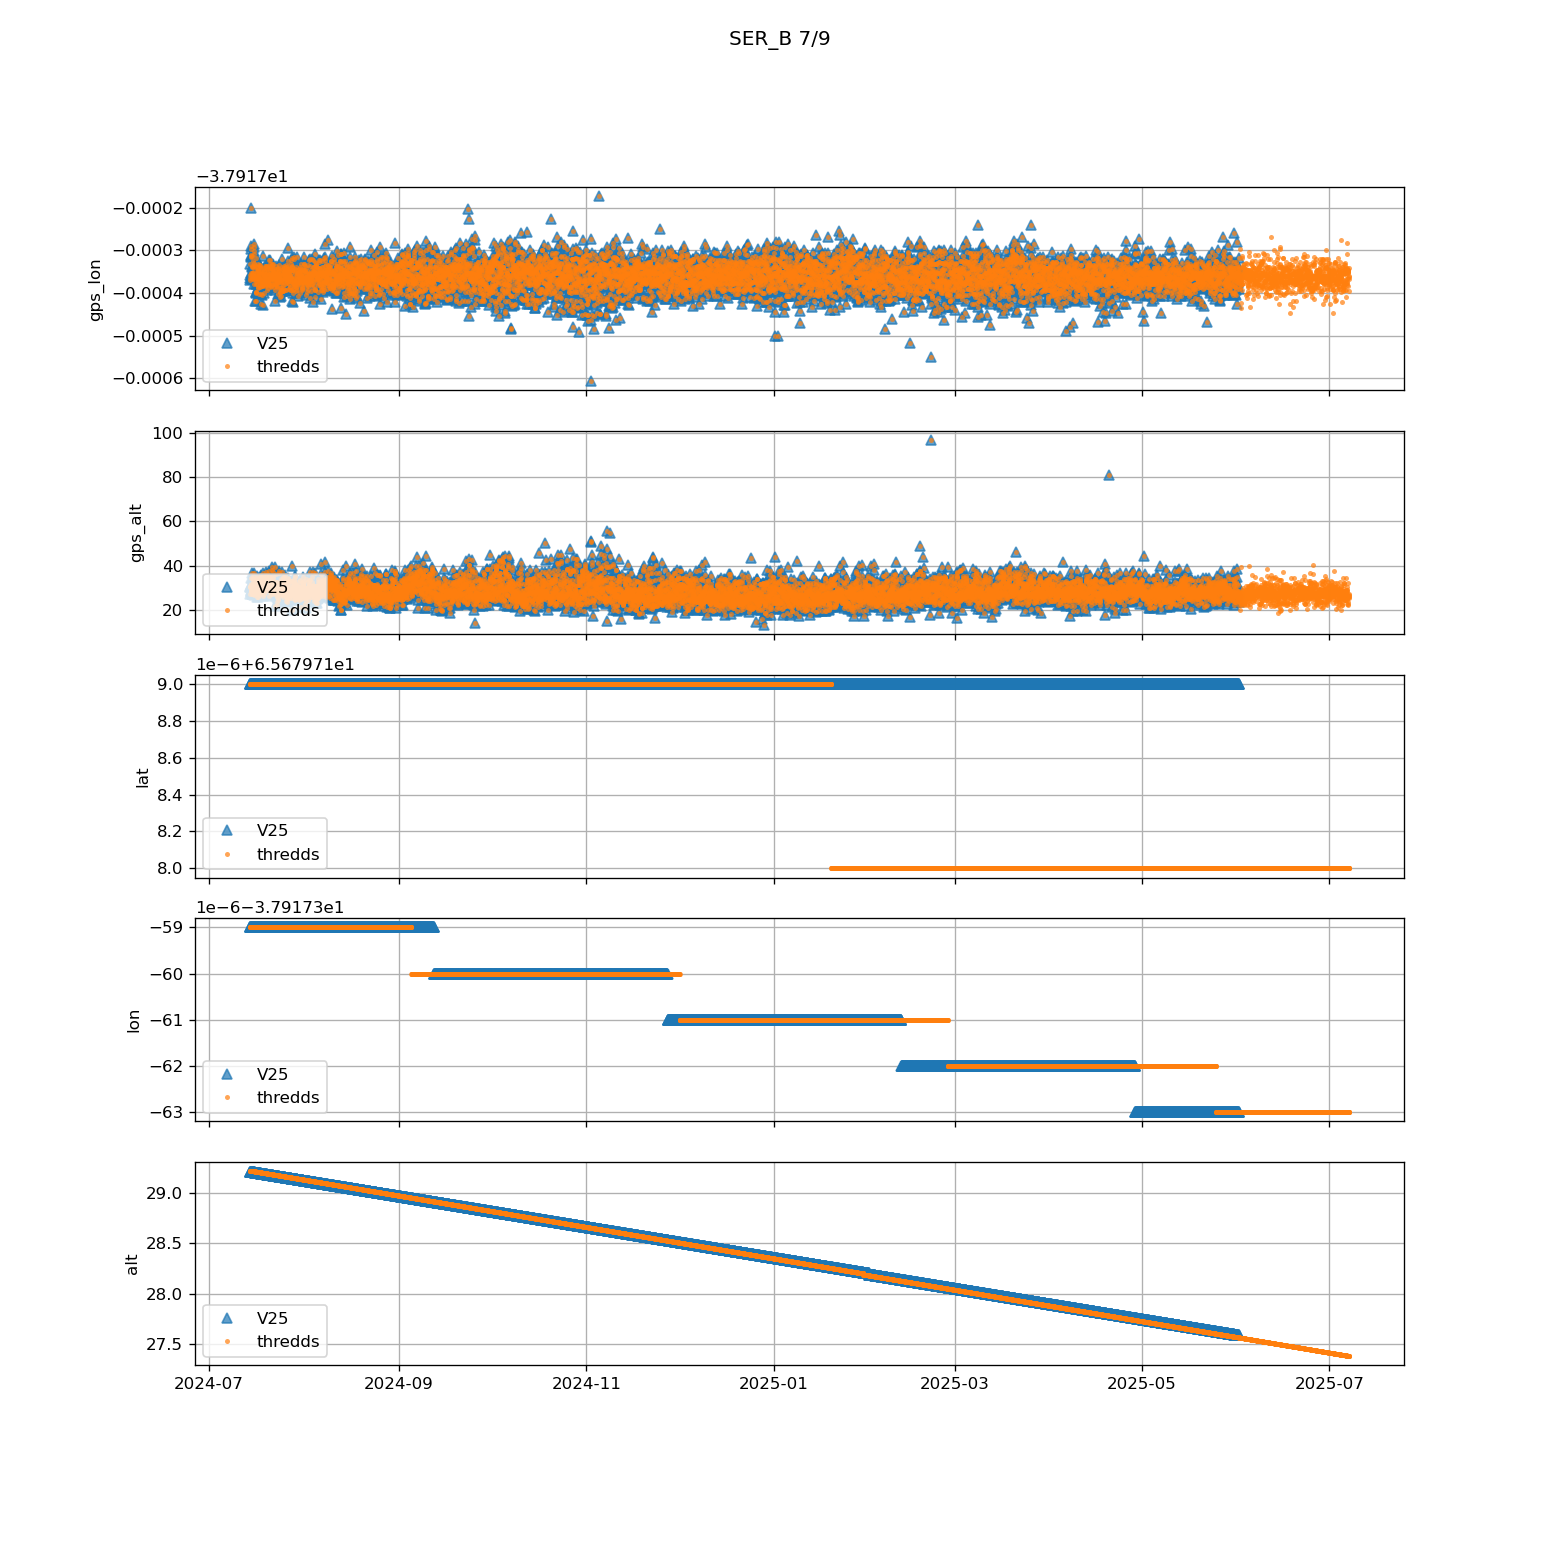 SER_B 7/9
−3.7917e1
−0.0002
−0.0003
−0.0004
−0.0005
−0.0006
gps_lon
V25
thredds
100
80
60
40
20
gps_alt
V25
thredds
1e−6+6.567971e1
9.0
8.8
8.6
8.4
8.2
8.0
lat
V25
thredds
1e−6−3.79173e1
−59
−60
−61
−62
−63
lon
V25
thredds
29.0
28.5
28.0
27.5
alt
V25
thredds
2024-07 2024-09 2024-11 2025-01 2025-03 2025-05 2025-07